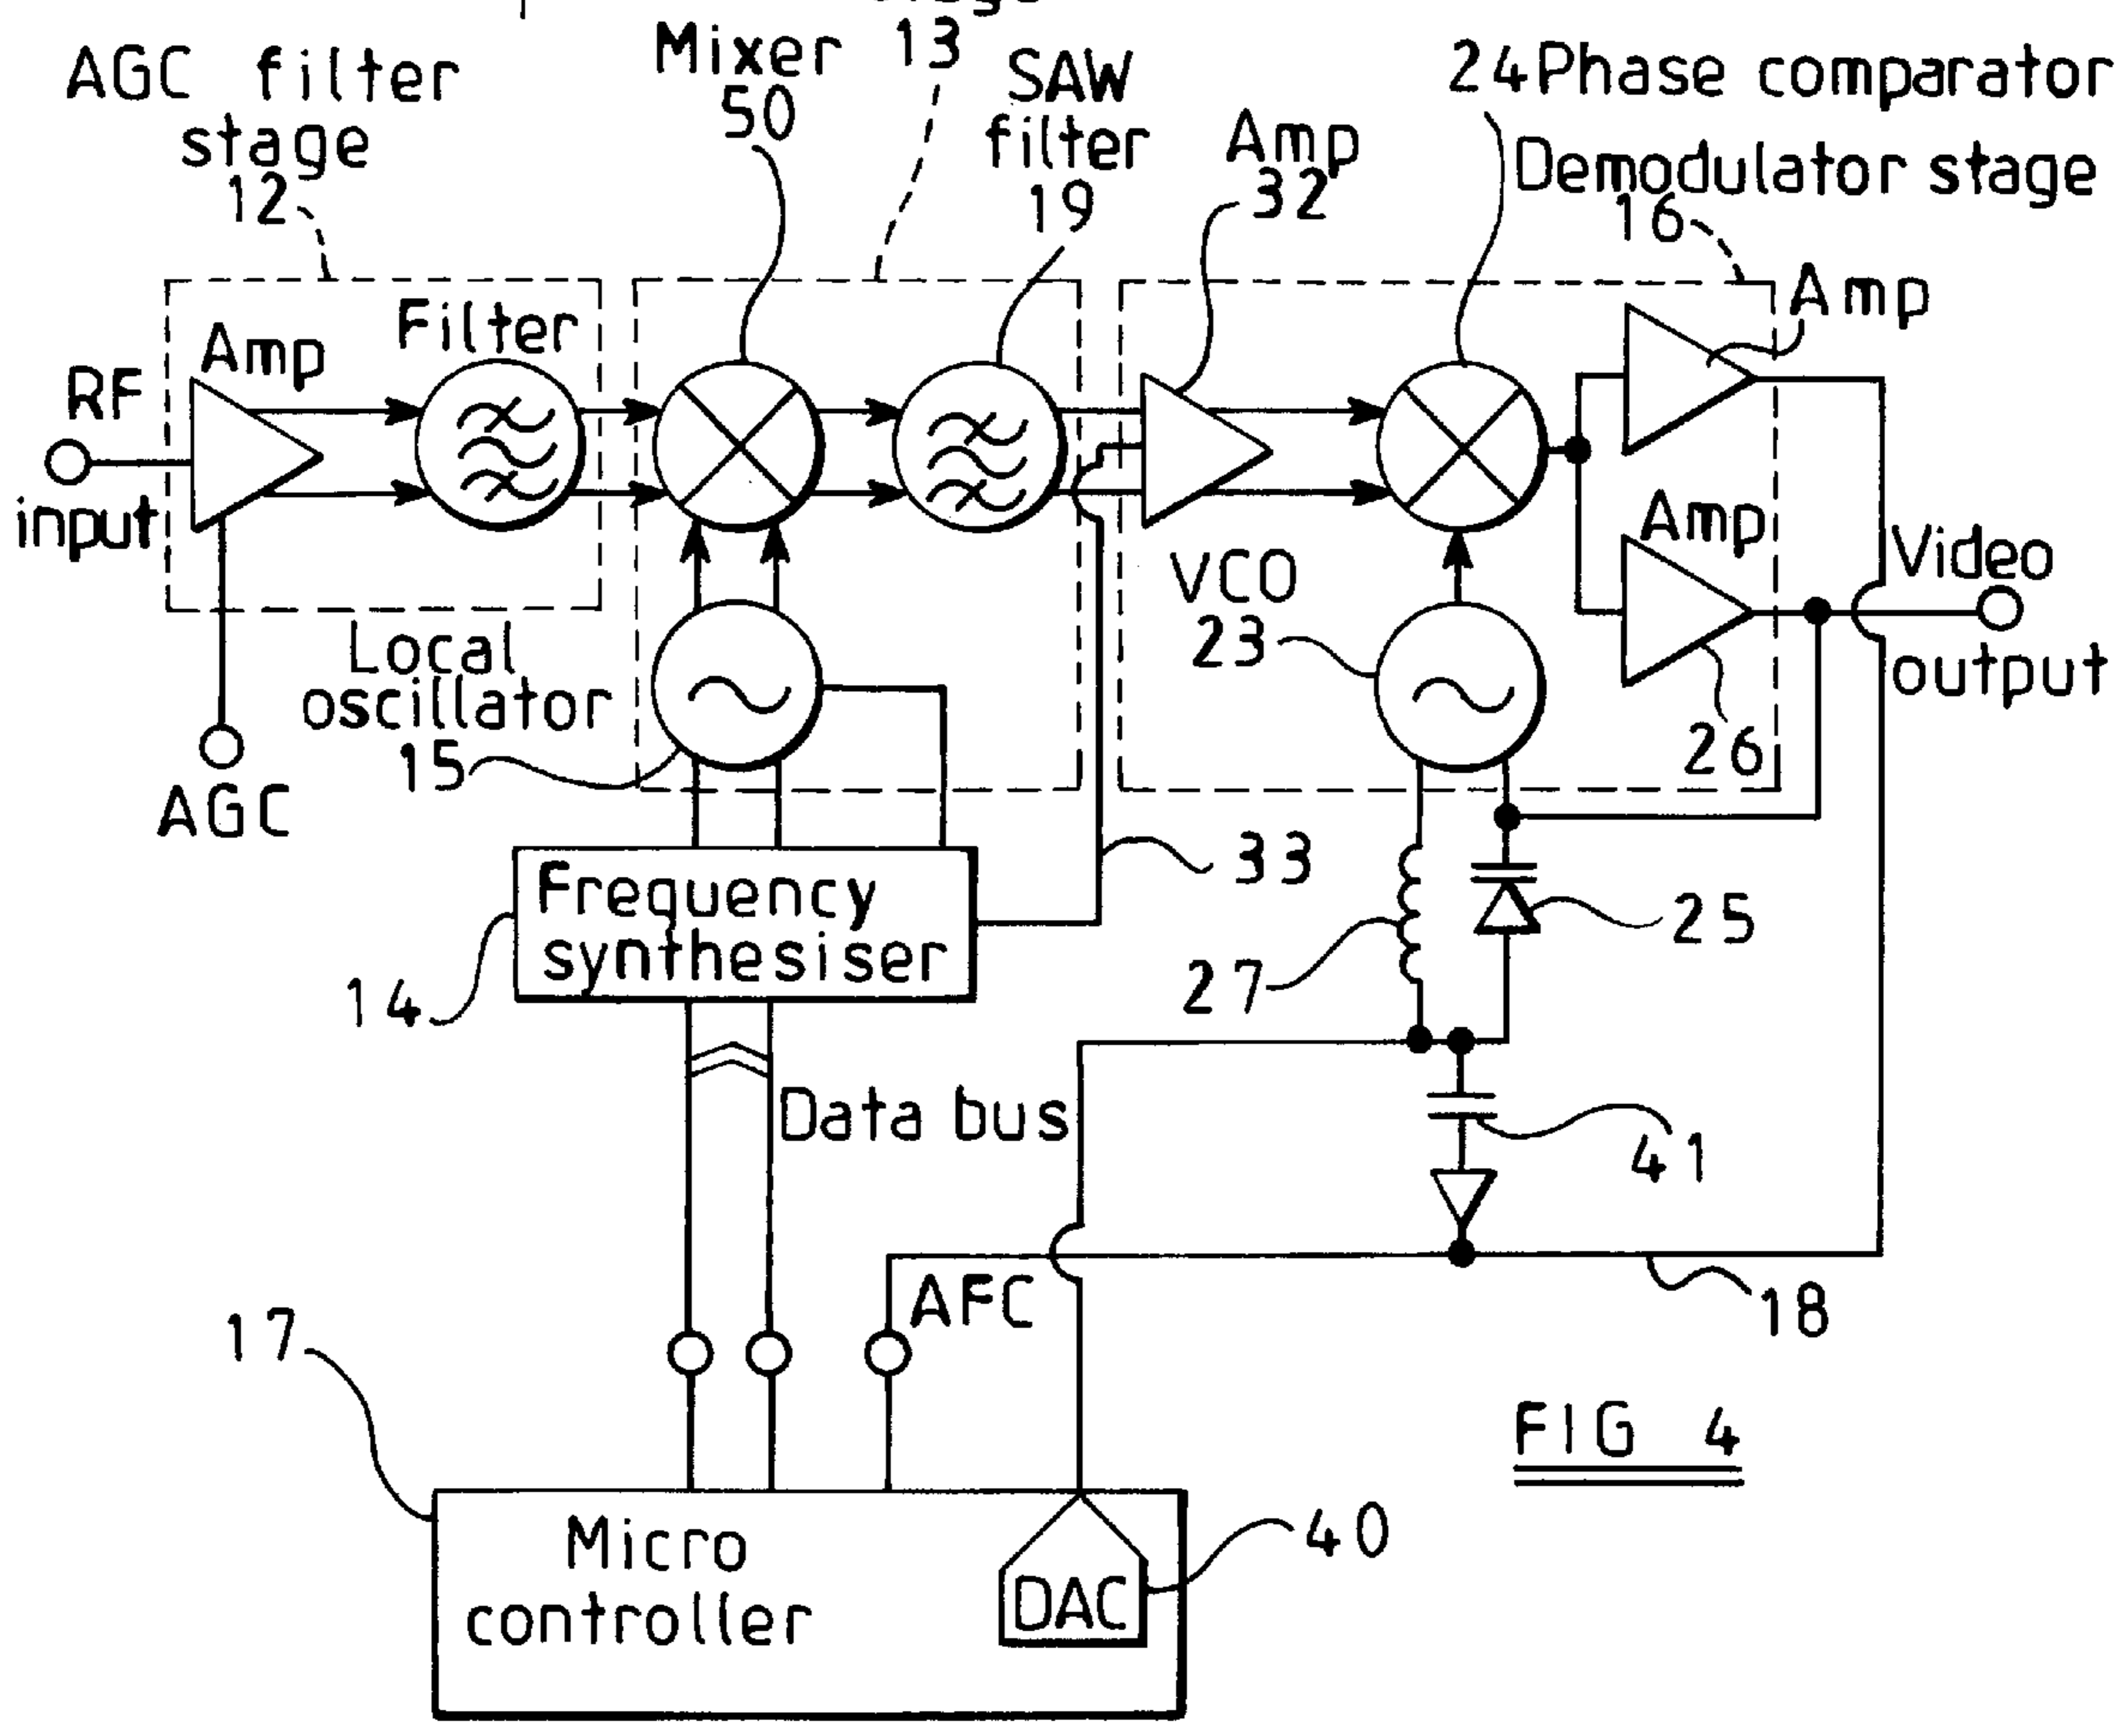 AGC filter
stage
12
Mixer
50
13
SAW
filter
19
Amp
32
24 Phase comparator
Demodulator stage
16
Amp
RF
input
Amp
Filter
Amp
26
Video
output
VCO
23
Local
oscillator
15
AGC
Frequency
synthesiser
14
33
25
27
Data bus
41
AFC
18
17
Micro
controller
DAC
40
FIG 4